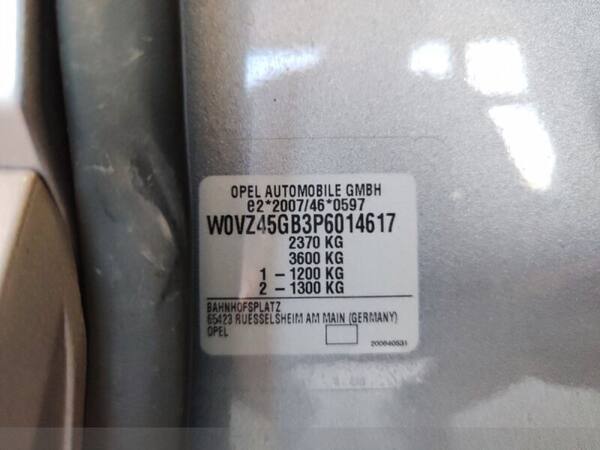 OPEL AUTOMOBILE GMBH
e2*2007/46*0597
W0VZ45GB3P6014617
2370 KG
3600 KG
1 – 1200 KG
2 – 1300 KG
BAHNHOFSPLATZ
65423 RUESSELSHEIM AM MAIN (GERMANY)
OPEL
200640531